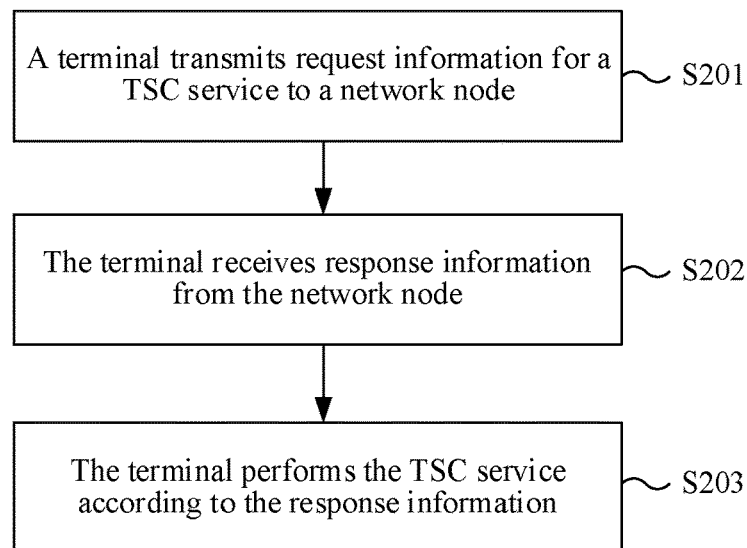 A terminal transmits request information for a
TSC service to a network node
S201
The terminal receives response information
from the network node
S202
The terminal performs the TSC service
according to the response information
S203